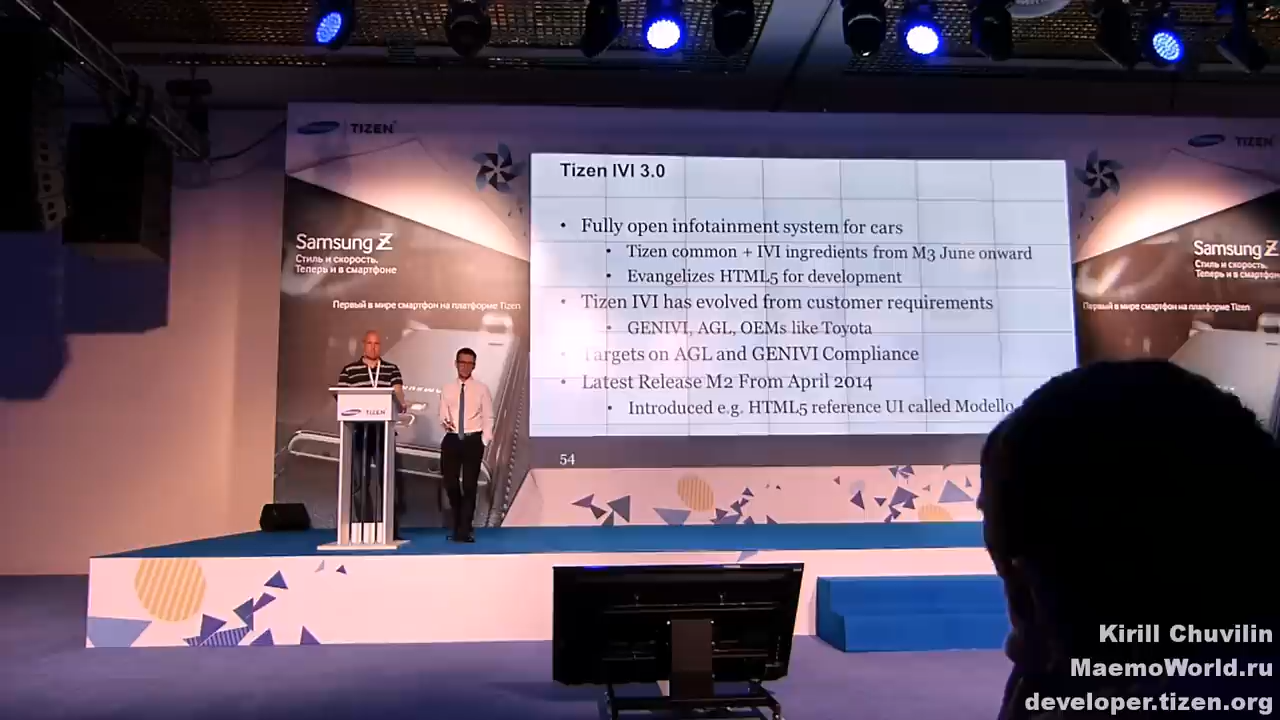 TIZEN
TIZEN
Samsung Z
Стиль и скорость.
Теперь и в смартфоне
Первый в мире смартфон на платформе Tizen
Tizen IVI 3.0
• Fully open infotainment system for cars
• Tizen common + IVI ingredients from M3 June onward
• Evangelizes HTML5 for development
• Tizen IVI has evolved from customer requirements
• GENIVI, AGL, OEMs like Toyota
• Targets on AGL and GENIVI Compliance
• Latest Release M2 From April 2014
• Introduced e.g. HTML5 reference UI called Modello
54
Samsung Z
Стиль и скорость.
Теперь и в смартфоне
Первый в мире смартфон на платформе Tizen
TIZEN
Kirill Chuvilin
MaemoWorld.ru
developer.tizen.org